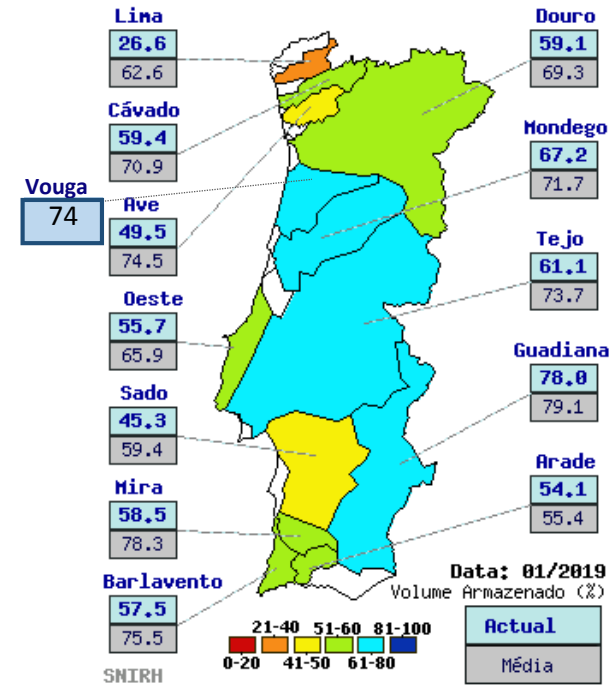 Lima
26.6
62.6
Cávado
59.4
70.9
Vouga
74
Ave
49.5
74.5
Oeste
55.7
65.9
Sado
45.3
59.4
Mira
58.5
78.3
Barlavento
57.5
75.5
SNIRH
Douro
59.1
69.3
Mondego
67.2
71.7
Tejo
61.1
73.7
Guadiana
78.0
79.1
Arade
54.1
55.4
Data: 01/2019
Volume Armazenado (%)
Actual
Média
21-40 51-60 81-100
0-20 41-50 61-80